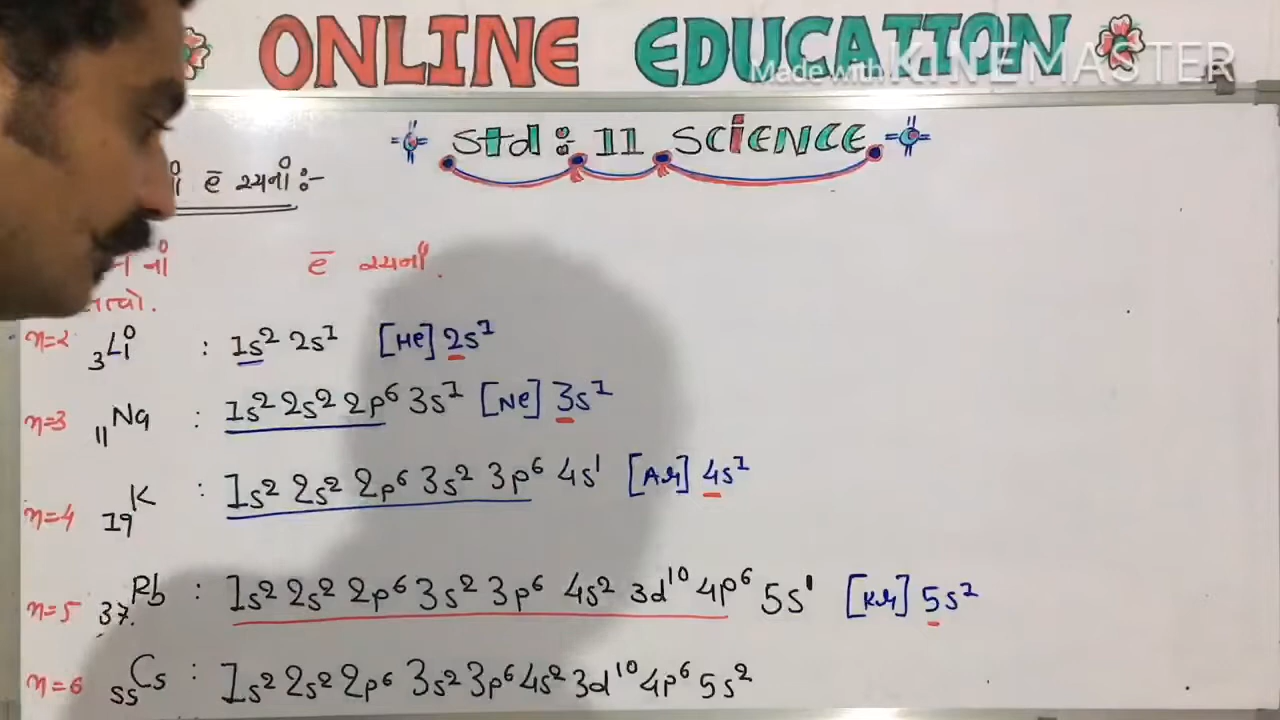 ONLINE EDUCATION
Made with KINEMASTER
Std : 11 SCIENCE
ē રચના :-
નાં ē રચના.
તત્વો.
n=2 ₃Li : 1s² 2s¹ [He] 2s¹
n=3 ₁₁Na : 1s² 2s² 2p⁶ 3s¹ [Ne] 3s¹
n=4 ₁₉K : 1s² 2s² 2p⁶ 3s² 3p⁶ 4s¹ [Ar] 4s¹
n=5 ₃₇Rb : 1s² 2s² 2p⁶ 3s² 3p⁶ 4s² 3d¹⁰ 4p⁶ 5s¹ [Kr] 5s¹
n=6 ₅₅Cs : 1s² 2s² 2p⁶ 3s² 3p⁶ 4s² 3d¹⁰ 4p⁶ 5s²